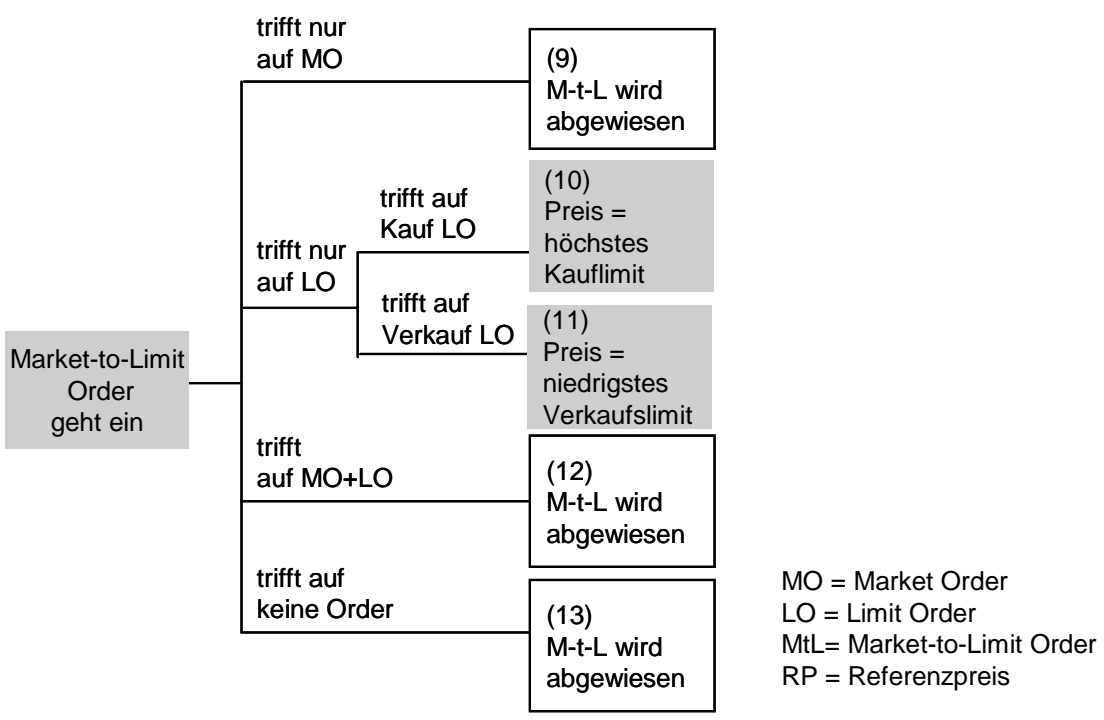 trifft nur
auf MO
(9)
M-t-L wird
abgewiesen
trifft auf
Kauf LO
(10)
Preis =
höchstes
Kauflimit
trifft nur
auf LO
trifft auf
Verkauf LO
(11)
Preis =
niedrigstes
Verkaufslimit
Market-to-Limit
Order
geht ein
trifft
auf MO+LO
(12)
M-t-L wird
abgewiesen
trifft auf
keine Order
(13)
M-t-L wird
abgewiesen
MO = Market Order
LO = Limit Order
MtL= Market-to-Limit Order
RP = Referenzpreis